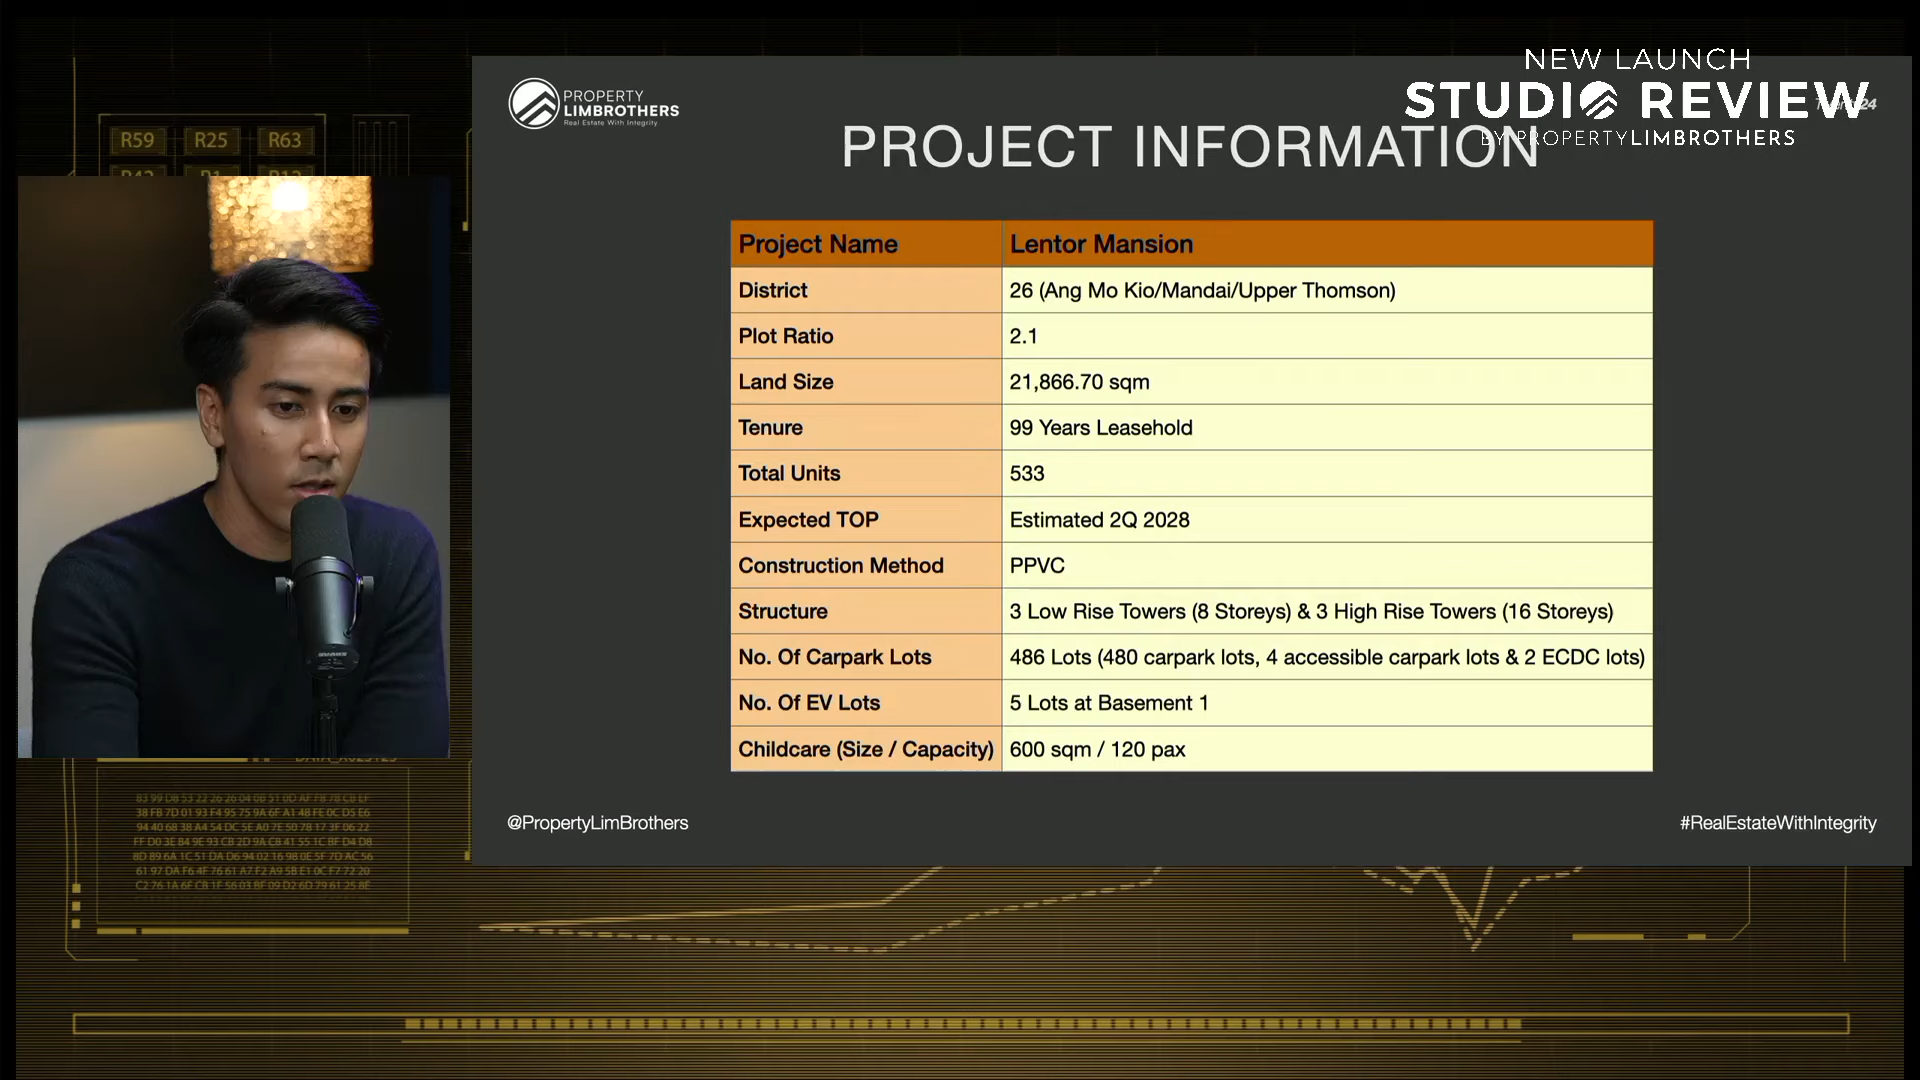 NEW LAUNCH
STUDIO REVIEW
BY PROPERTYLIMBROTHERS
PROPERTY
LIMBROTHERS
Real Estate With Integrity
PROJECT INFORMATION
R59 R25 R63
Project Name Lentor Mansion
District 26 (Ang Mo Kio/Mandai/Upper Thomson)
Plot Ratio 2.1
Land Size 21,866.70 sqm
Tenure 99 Years Leasehold
Total Units 533
Expected TOP Estimated 2Q 2028
Construction Method PPVC
Structure 3 Low Rise Towers (8 Storeys) & 3 High Rise Towers (16 Storeys)
No. Of Carpark Lots 486 Lots (480 carpark lots, 4 accessible carpark lots & 2 ECDC lots)
No. Of EV Lots 5 Lots at Basement 1
Childcare (Size / Capacity) 600 sqm / 120 pax
@PropertyLimBrothers #RealEstateWithIntegrity